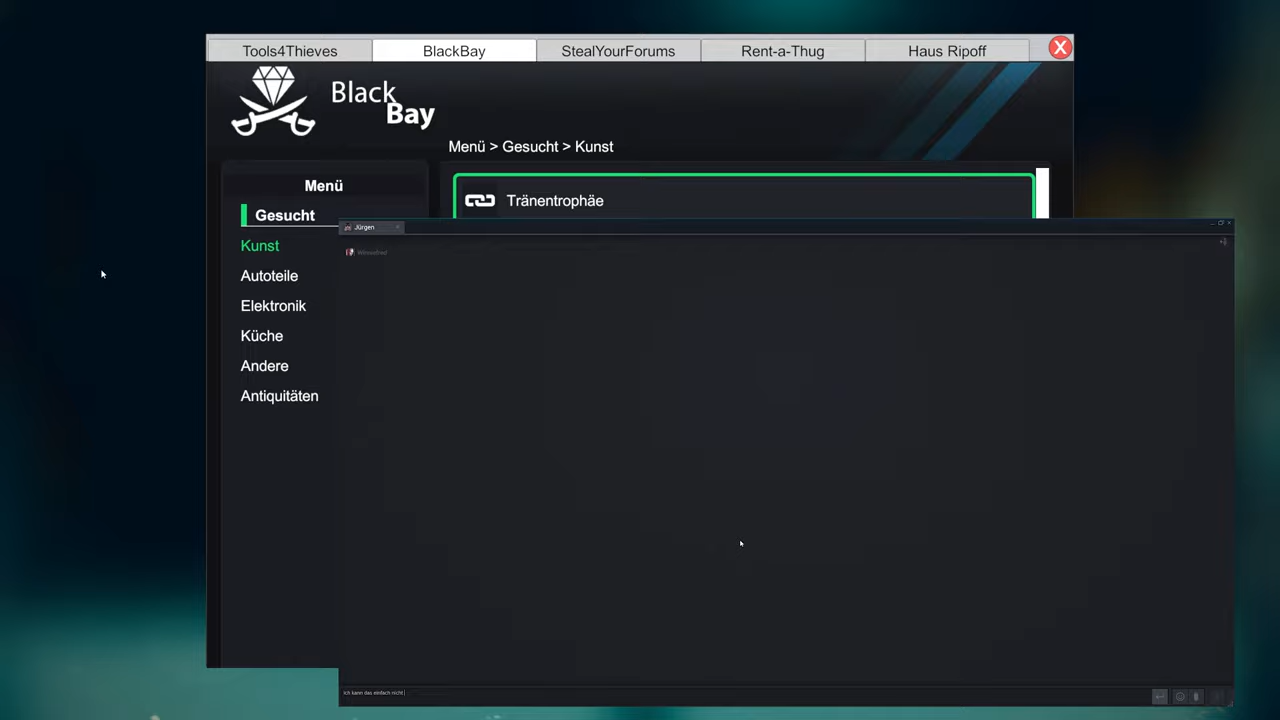 Tools4Thieves
BlackBay
StealYourForums
Rent-a-Thug
Haus Ripoff
Black
Bay
Menü > Gesucht > Kunst
Menü
Gesucht
Kunst
Autoteile
Elektronik
Küche
Andere
Antiquitäten
Tränentrophäe
Jürgen
Ich kann das einfach nicht